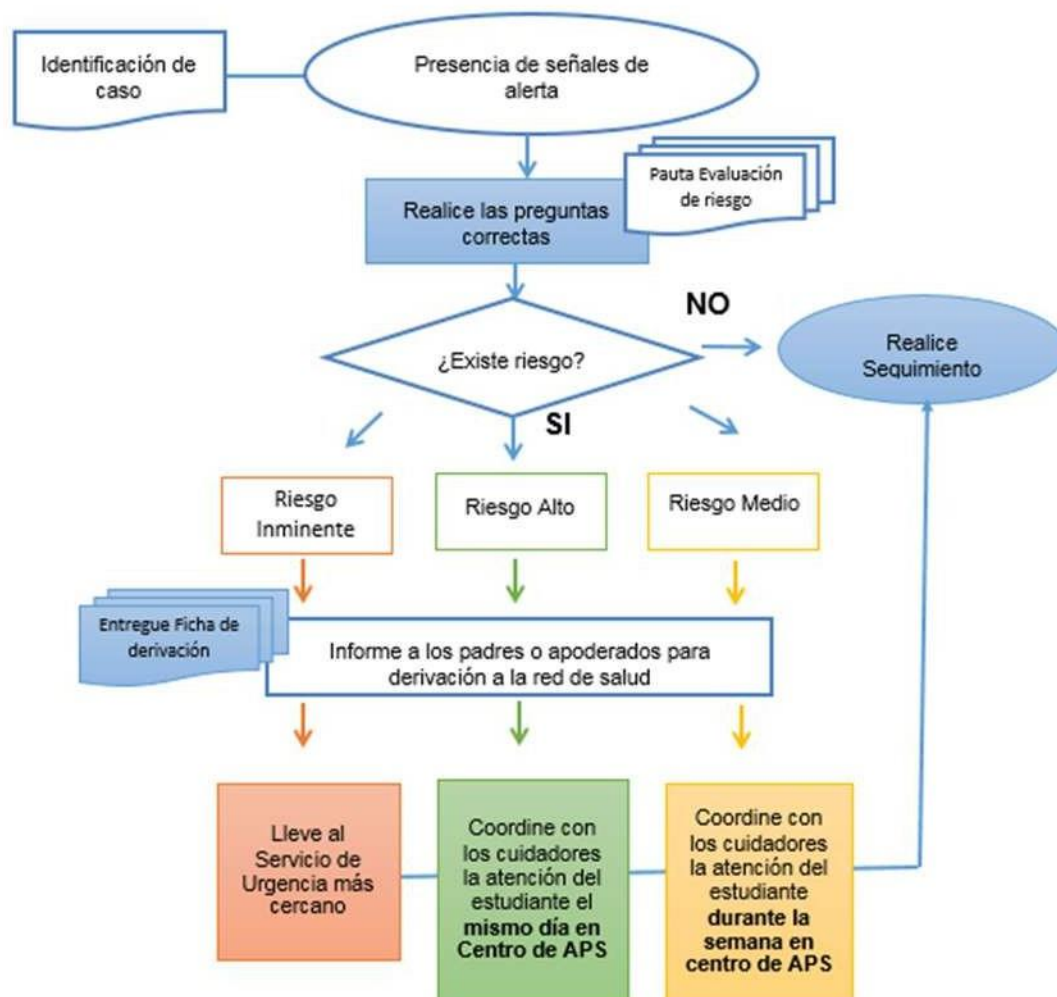 Identificación de
caso
Presencia de señales de
alerta
Pauta Evaluación
de riesgo
Realice las preguntas
correctas
NO
¿Existe riesgo?
Realice
Sequimiento
SI
Riesgo
Inminente
Riesgo Alto
Riesgo Medio
Entregue Ficha de
derivación
Informe a los padres o apoderados para
derivación a la red de salud
Lleve al
Servicio de
Urgencia más
cercano
Coordine con
los cuidadores
la atención del
estudiante el
mismo día en
Centro de APS
Coordine con
los cuidadores
la atención del
estudiante
durante la
semana en
centro de APS